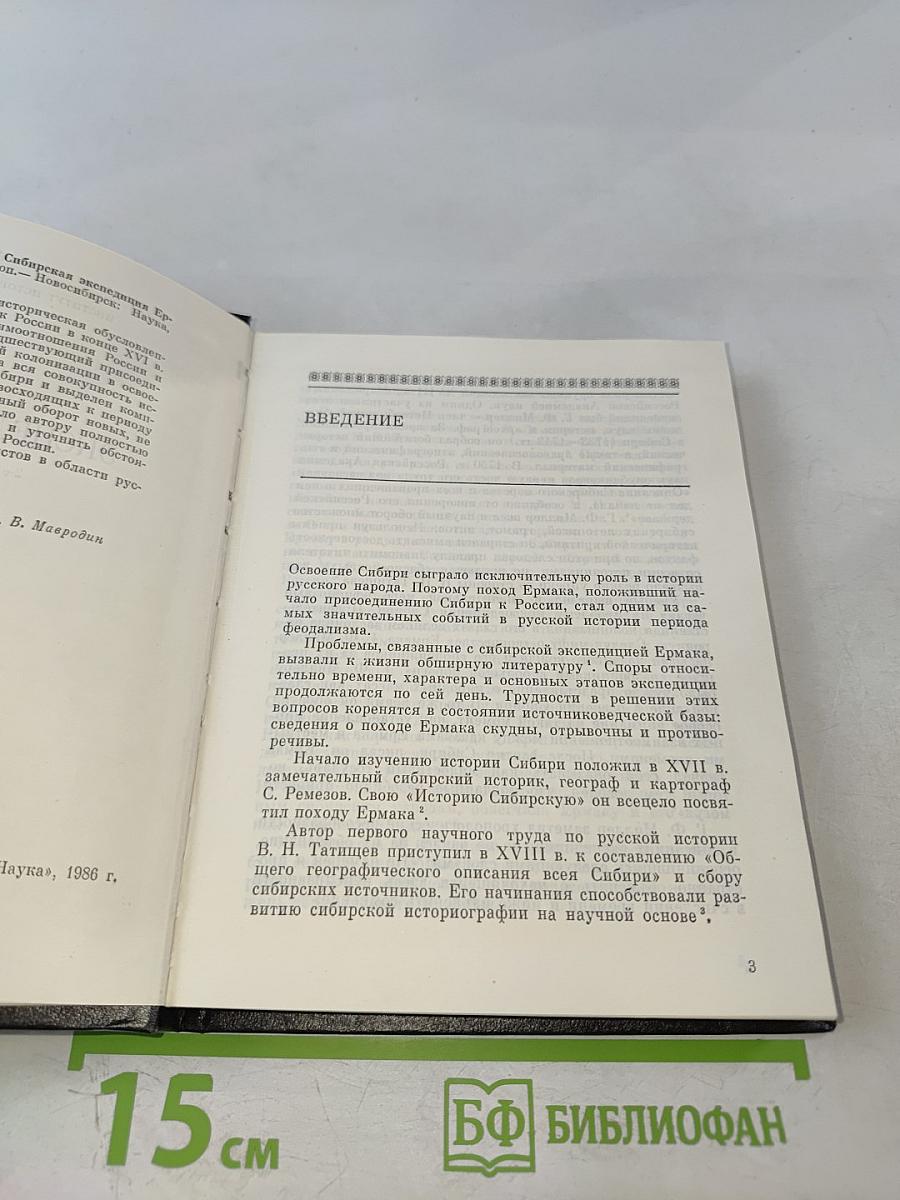 Сибирская экспедиция Ер-
оп.— Новосибирск: Наука,
историческая обусловлен-
к России в конце XVI в.
имоотношения России и
дшествующий присоеди-
й колонизации в освое-
а вся совокупность ис-
бири и выделен комп-
восходящих к периоду
ный оборот новых, не
ло автору полностью
и уточнить обстоя-
России.
истов в области рус-
В. Мавродин
Наука», 1986 г.
ВВЕДЕНИЕ
Освоение Сибири сыграло исключительную роль в истории
русского народа. Поэтому поход Ермака, положивший на-
чало присоединению Сибири к России, стал одним из са-
мых значительных событий в русской истории периода
феодализма.
Проблемы, связанные с сибирской экспедицией Ермака,
вызвали к жизни обширную литературу¹. Споры относи-
тельно времени, характера и основных этапов экспедиции
продолжаются по сей день. Трудности в решении этих
вопросов коренятся в состоянии источниковедческой базы:
сведения о походе Ермака скудны, отрывочны и противо-
речивы.
Начало изучению истории Сибири положил в XVII в.
замечательный сибирский историк, географ и картограф
С. Ремезов. Свою «Историю Сибирскую» он всецело посвя-
тил походу Ермака².
Автор первого научного труда по русской истории
В. Н. Татищев приступил в XVIII в. к составлению «Об-
щего географического описания всея Сибири» и сбору
сибирских источников. Его начинания способствовали раз-
витию сибирской историографии на научной основе³.
3
15 см
БФ БИБЛИОФАН